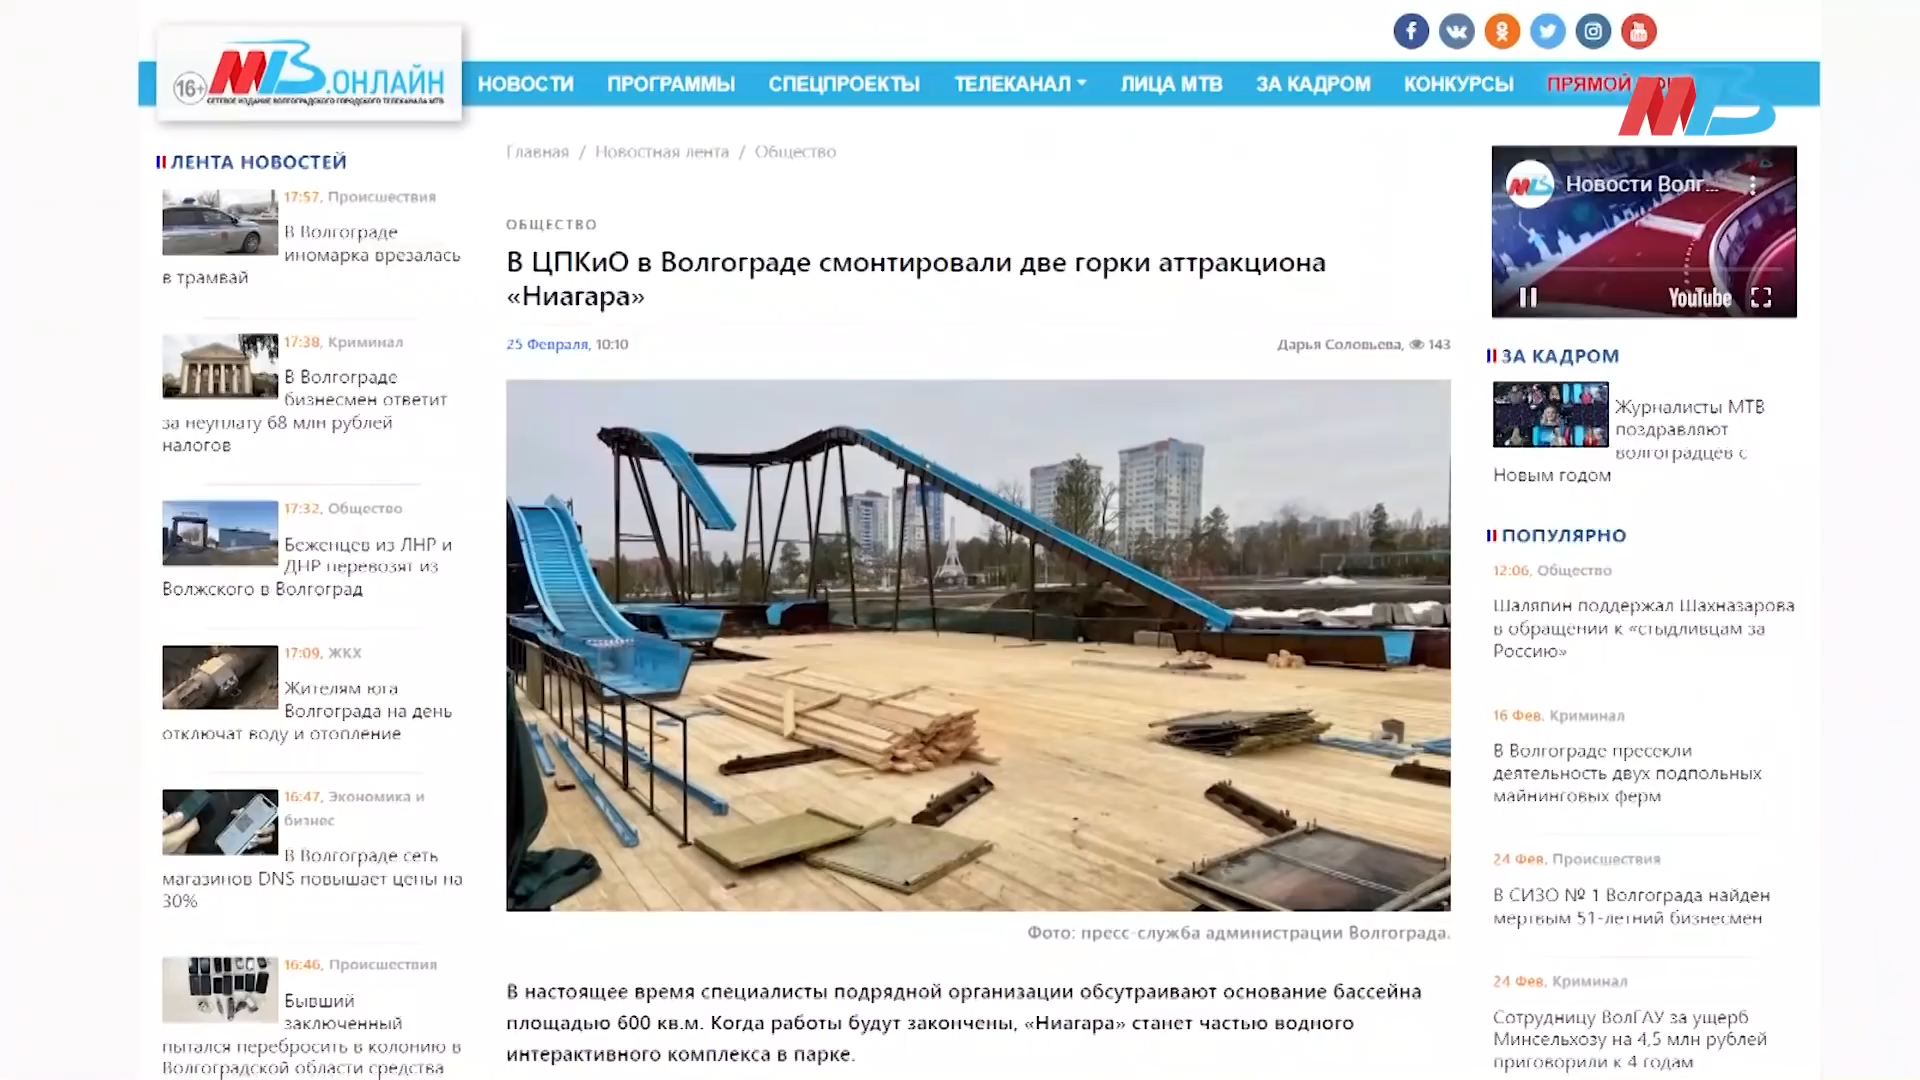 16+
МТВ.ОНЛАЙН
СЕТЕВОЕ ИЗДАНИЕ ВОЛГОГРАДСКОГО ГОРОДСКОГО ТЕЛЕКАНАЛА МТВ
НОВОСТИ ПРОГРАММЫ СПЕЦПРОЕКТЫ ТЕЛЕКАНАЛ ЛИЦА МТВ ЗА КАДРОМ КОНКУРСЫ ПРЯМОЙ
МТВ
ЛЕНТА НОВОСТЕЙ
17:57, Происшествия
В Волгограде
иномарка врезалась
в трамвай
17:38, Криминал
В Волгограде
бизнесмен ответит
за неуплату 68 млн рублей
налогов
17:32, Общество
Беженцев из ЛНР и
ДНР перевозят из
Волжского в Волгоград
17:09, ЖКХ
Жителям юга
Волгограда на день
отключат воду и отопление
16:47, Экономика и
бизнес
В Волгограде сеть
магазинов DNS повышает цены на
30%
16:46, Происшествия
Бывший
заключенный
пытался перебросить в колонию в
Волгоградской области средства
Главная / Новостная лента / Общество
ОБЩЕСТВО
В ЦПКиО в Волгограде смонтировали две горки аттракциона
«Ниагара»
25 Февраля, 10:10
Дарья Соловьева, 143
Фото: пресс-служба администрации Волгограда.
В настоящее время специалисты подрядной организации обсутраивают основание бассейна
площадью 600 кв.м. Когда работы будут закончены, «Ниагара» станет частью водного
интерактивного комплекса в парке.
Новости Волг...
YouTube
ЗА КАДРОМ
Журналисты МТВ
поздравляют
волгоградцев с
Новым годом
ПОПУЛЯРНО
12:06, Общество
Шаляпин поддержал Шахназарова
в обращении к «стыдливцам за
Россию»
16 Фев, Криминал
В Волгограде пресекли
деятельность двух подпольных
майнинговых ферм
24 Фев, Происшествия
В СИЗО № 1 Волгограда найден
мертвым 51-летний бизнесмен
24 Фев, Криминал
Сотрудницу ВолГАУ за ущерб
Минсельхозу на 4,5 млн рублей
приговорили к 4 годам